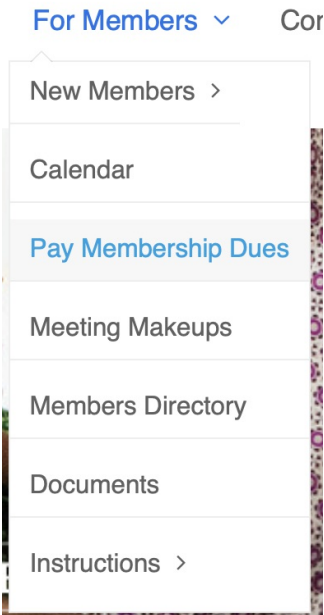 For Members
New Members
Calendar
Pay Membership Dues
Meeting Makeups
Members Directory
Documents
Instructions